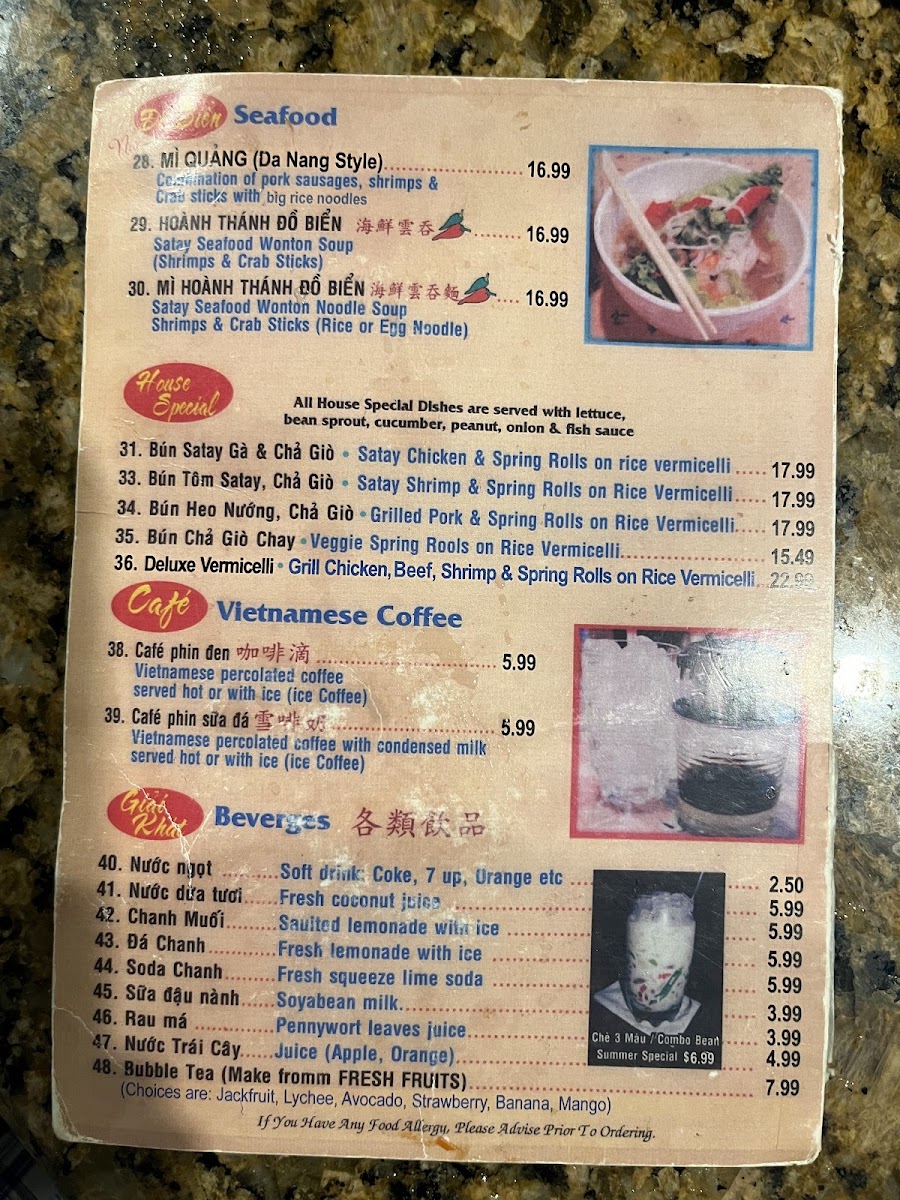 Đồ Biển Seafood
28. MÌ QUẢNG (Da Nang Style)........................ 16.99
Combination of pork sausages, shrimps &
Crab sticks with big rice noodles
29. HOÀNH THÁNH ĐỒ BIỂN 海鮮雲吞 ........ 16.99
Satay Seafood Wonton Soup
(Shrimps & Crab Sticks)
30. MÌ HOÀNH THÁNH ĐỒ BIỂN 海鮮雲吞麵 .... 16.99
Satay Seafood Wonton Noodle Soup
Shrimps & Crab Sticks (Rice or Egg Noodle)
House
Special
All House Special Dishes are served with lettuce,
bean sprout, cucumber, peanut, onion & fish sauce
31. Bún Satay Gà & Chả Giò • Satay Chicken & Spring Rolls on rice vermicelli ..... 17.99
33. Bún Tôm Satay, Chả Giò • Satay Shrimp & Spring Rolls on Rice Vermicelli..... 17.99
34. Bún Heo Nướng, Chả Giò • Grilled Pork & Spring Rolls on Rice Vermicelli..... 17.99
35. Bún Chả Giò Chay • Veggie Spring Rools on Rice Vermicelli........................ 15.49
36. Deluxe Vermicelli • Grill Chicken, Beef, Shrimp & Spring Rolls on Rice Vermicelli.. 22.99
Café Vietnamese Coffee
38. Café phin đen 咖啡滴 ................................ 5.99
Vietnamese percolated coffee
served hot or with ice (ice Coffee)
39. Café phin sữa đá 雪啡奶............................ 5.99
Vietnamese percolated coffee with condensed milk
served hot or with ice (ice Coffee)
Giải
Khát
Beverges 各類飲品
40. Nước ngọt ..........Soft drink: Coke, 7 up, Orange etc ........ 2.50
41. Nước dừa tươi......Fresh coconut juice ........ 5.99
42. Chanh Muối.........Saulted lemonade with ice ........ 5.99
43. Đá Chanh ............Fresh lemonade with ice ........ 5.99
44. Soda Chanh.........Fresh squeeze lime soda ........ 5.99
45. Sữa đậu nành......Soyabean milk........ 3.99
46. Rau má ...............Pennywort leaves juice........ 3.99
47. Nước Trái Cây......Juice (Apple, Orange)........ 4.99
48. Bubble Tea (Make fromm FRESH FRUITS)........ 7.99
(Choices are: Jackfruit, Lychee, Avocado, Strawberry, Banana, Mango)
Chè 3 Màu / Combo Bean
Summer Special $6.99
If You Have Any Food Allergy, Please Advise Prior To Ordering.